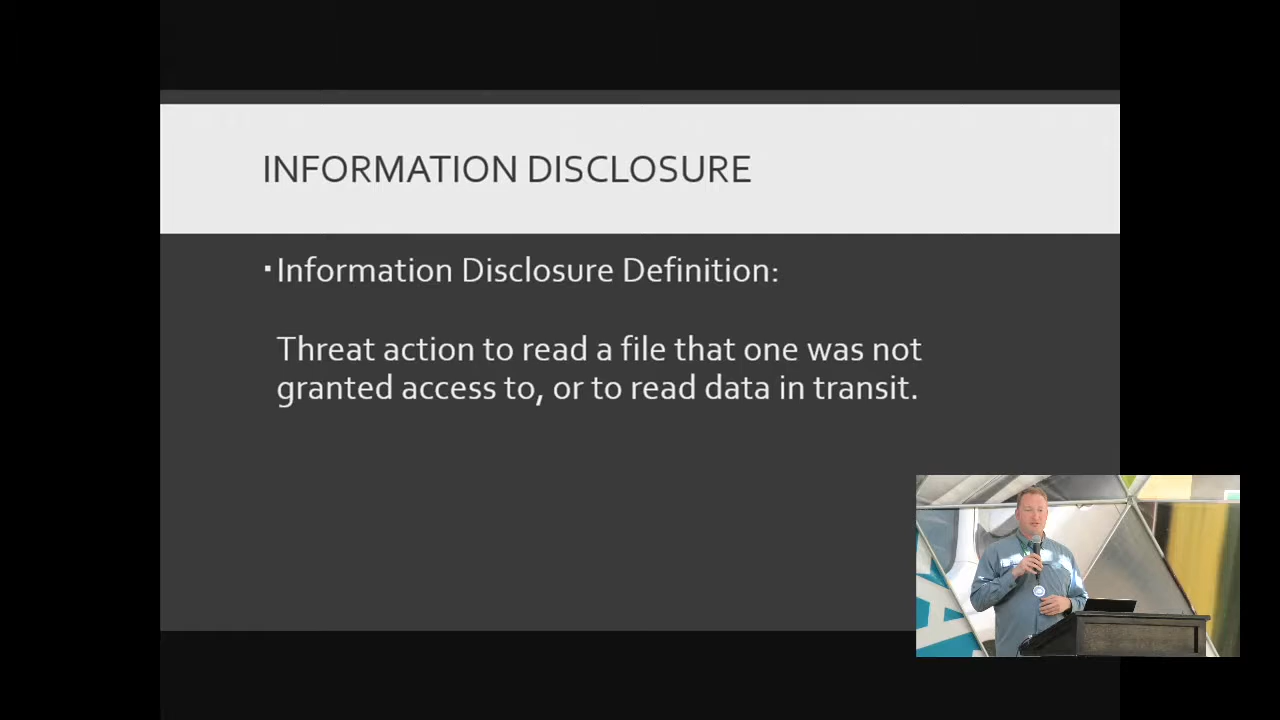 INFORMATION DISCLOSURE
▪ Information Disclosure Definition:
Threat action to read a file that one was not
granted access to, or to read data in transit.